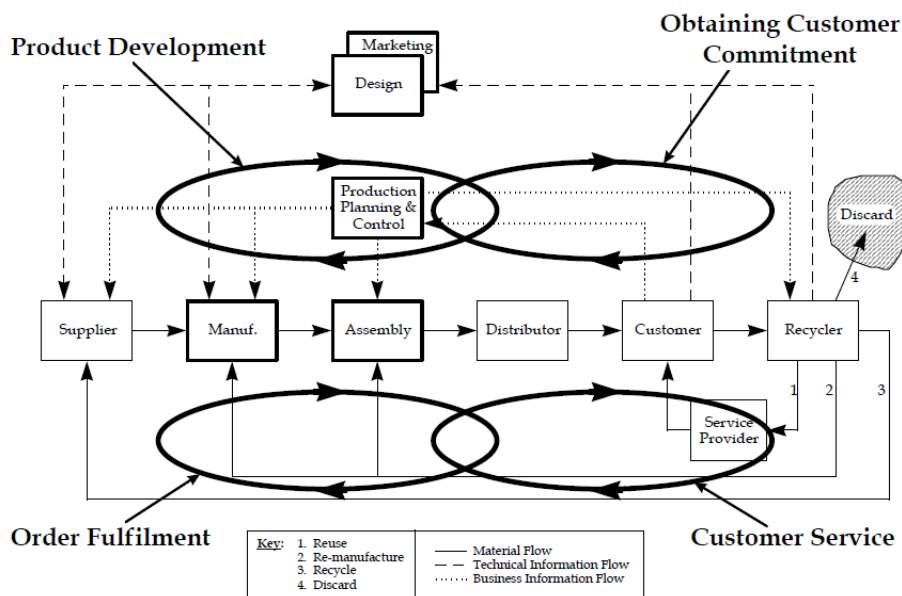 Product Development
Obtaining Customer
Commitment
Marketing
Design
Production
Planning &
Control
Discard
4
Supplier
Manuf.
Assembly
Distributor
Customer
Recycler
1
2
3
Service
Provider
Order Fulfilment
Customer Service
Key:
1. Reuse
2. Re-manufacture
3. Recycle
4. Discard
Material Flow
Technical Information Flow
Business Information Flow